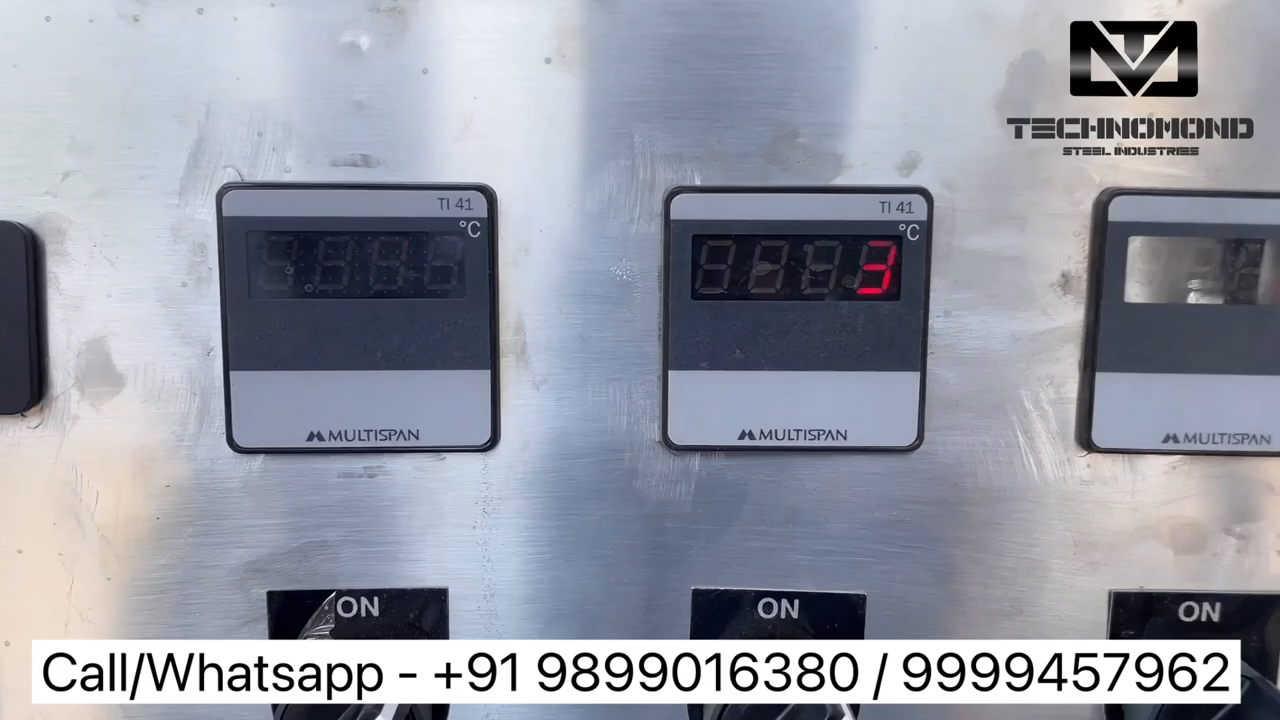 TM
TECHNOMOND
STEEL INDUSTRIES
TI 41
°C
MULTISPAN
TI 41
°C
3
MULTISPAN
MULTISPAN
ON
ON
ON
Call/Whatsapp - +91 9899016380 / 9999457962